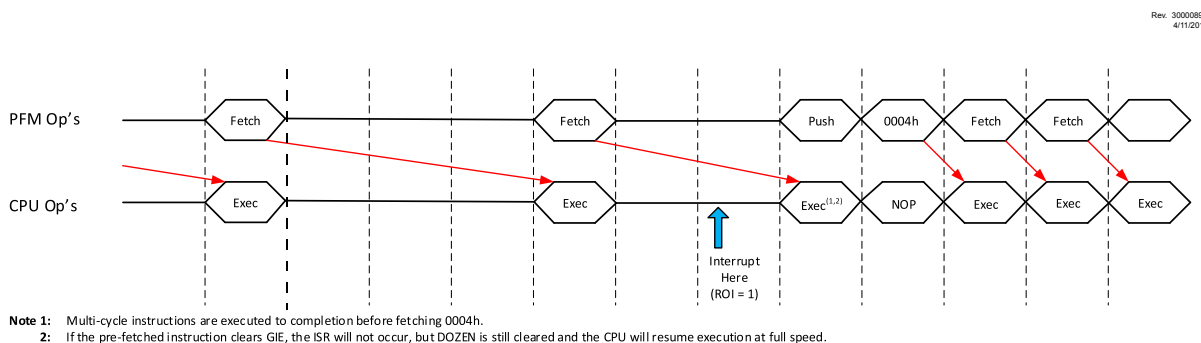 Rev. 3000089
4/11/201
PFM Op's
Fetch
Fetch
Push
0004h
Fetch
Fetch
CPU Op's
Exec
Exec
Exec(1,2)
NOP
Exec
Exec
Exec
Interrupt
Here
(ROI = 1)
Note 1: Multi-cycle instructions are executed to completion before fetching 0004h.
2: If the pre-fetched instruction clears GIE, the ISR will not occur, but DOZEN is still cleared and the CPU will resume execution at full speed.